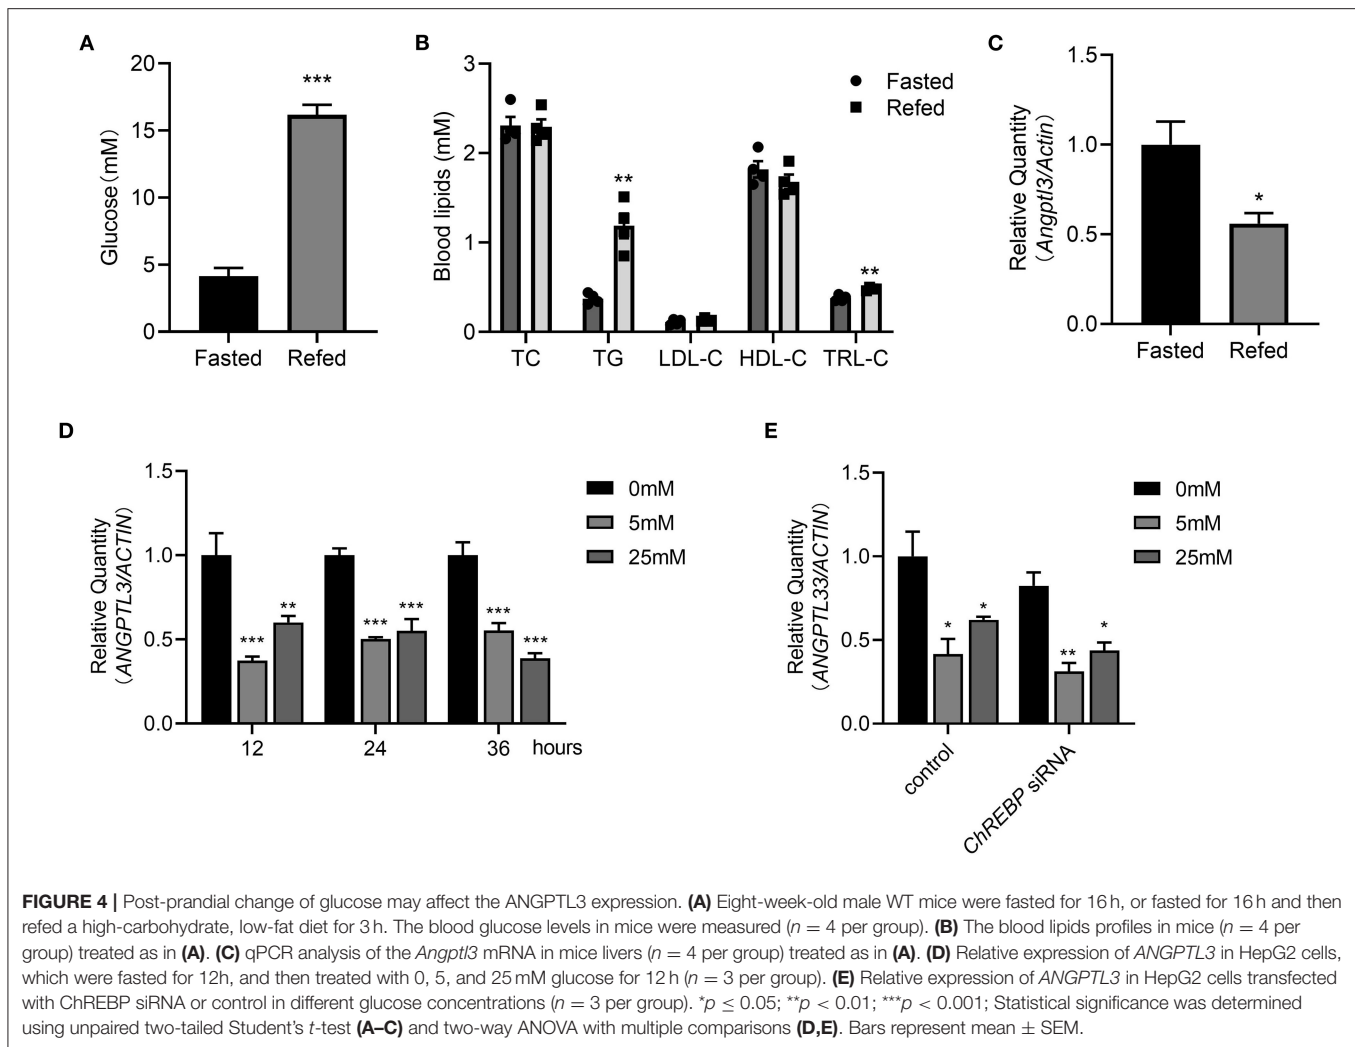 A
Glucose(mM)
20
15
10
5
0
***
Fasted
Refed
B
Blood lipids (mM)
3
2
1
0
**
**
Fasted
Refed
TC
TG
LDL-C
HDL-C
TRL-C
C
Relative Quantity
(Angptl3/Actin)
1.5
1.0
0.5
0.0
*
Fasted
Refed
D
Relative Quantity
(ANGPTL3/ACTIN)
1.5
1.0
0.5
0.0
***
**
***
***
***
***
12
24
36
hours
0mM
5mM
25mM
E
Relative Quantity
(ANGPTL33/ACTIN)
1.5
1.0
0.5
0.0
*
*
**
*
control
ChREBP siRNA
0mM
5mM
25mM
FIGURE 4 | Post-prandial change of glucose may affect the ANGPTL3 expression. (A) Eight-week-old male WT mice were fasted for 16 h, or fasted for 16 h and then
refed a high-carbohydrate, low-fat diet for 3 h. The blood glucose levels in mice were measured (n = 4 per group). (B) The blood lipids profiles in mice (n = 4 per
group) treated as in (A). (C) qPCR analysis of the Angptl3 mRNA in mice livers (n = 4 per group) treated as in (A). (D) Relative expression of ANGPTL3 in HepG2 cells,
which were fasted for 12h, and then treated with 0, 5, and 25 mM glucose for 12 h (n = 3 per group). (E) Relative expression of ANGPTL3 in HepG2 cells transfected
with ChREBP siRNA or control in different glucose concentrations (n = 3 per group). *p ≤ 0.05; **p < 0.01; ***p < 0.001; Statistical significance was determined
using unpaired two-tailed Student's t-test (A–C) and two-way ANOVA with multiple comparisons (D,E). Bars represent mean ± SEM.